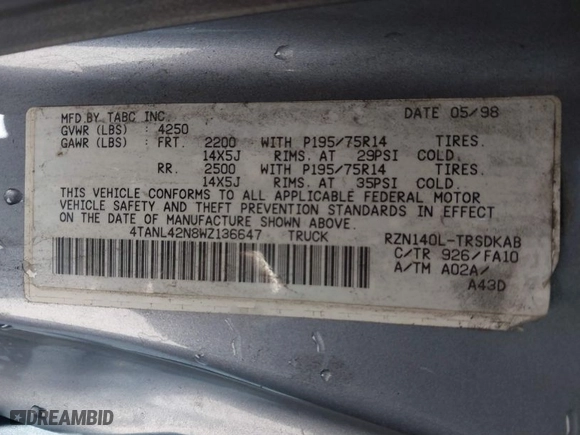 MFD.BY TABC INC. DATE 05/98
GVWR (LBS) : 4250
GAWR (LBS) : FRT. 2200 WITH P195/75R14 TIRES.
14X5J RIMS. AT 29PSI COLD.
RR. 2500 WITH P195/75R14 TIRES.
14X5J RIMS. AT 35PSI COLD.
THIS VEHICLE CONFORMS TO ALL APPLICABLE FEDERAL MOTOR
VEHICLE SAFETY AND THEFT PREVENTION STANDARDS IN EFFECT
ON THE DATE OF MANUFACTURE SHOWN ABOVE.
4TANL42N8WZ136647 TRUCK RZN140L-TRSDKAB
C/TR 926/FA10
A/TM A02A/
A43D
DREAMBID